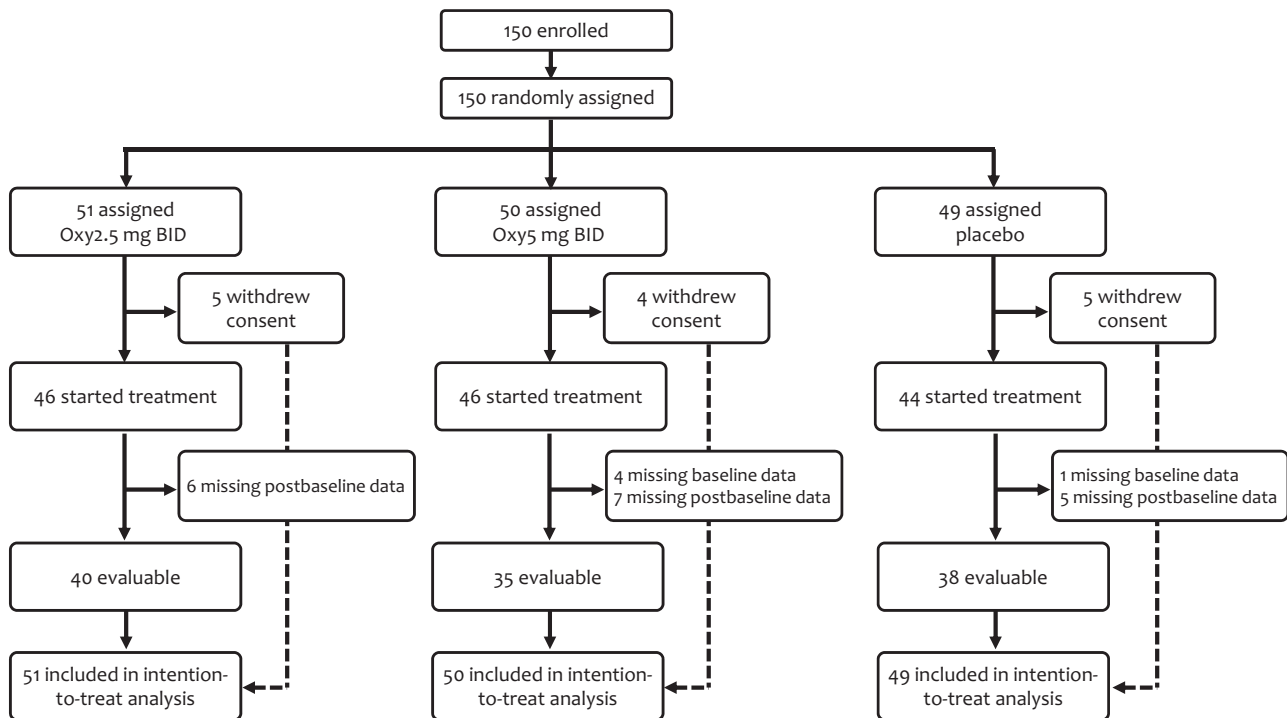 150 enrolled
150 randomly assigned
51 assigned
Oxy2.5 mg BID
50 assigned
Oxy5 mg BID
49 assigned
placebo
5 withdrew
consent
4 withdrew
consent
5 withdrew
consent
46 started treatment
46 started treatment
44 started treatment
6 missing postbaseline data
4 missing baseline data
7 missing postbaseline data
1 missing baseline data
5 missing postbaseline data
40 evaluable
35 evaluable
38 evaluable
51 included in intention-
to-treat analysis
50 included in intention-
to-treat analysis
49 included in intention-
to-treat analysis